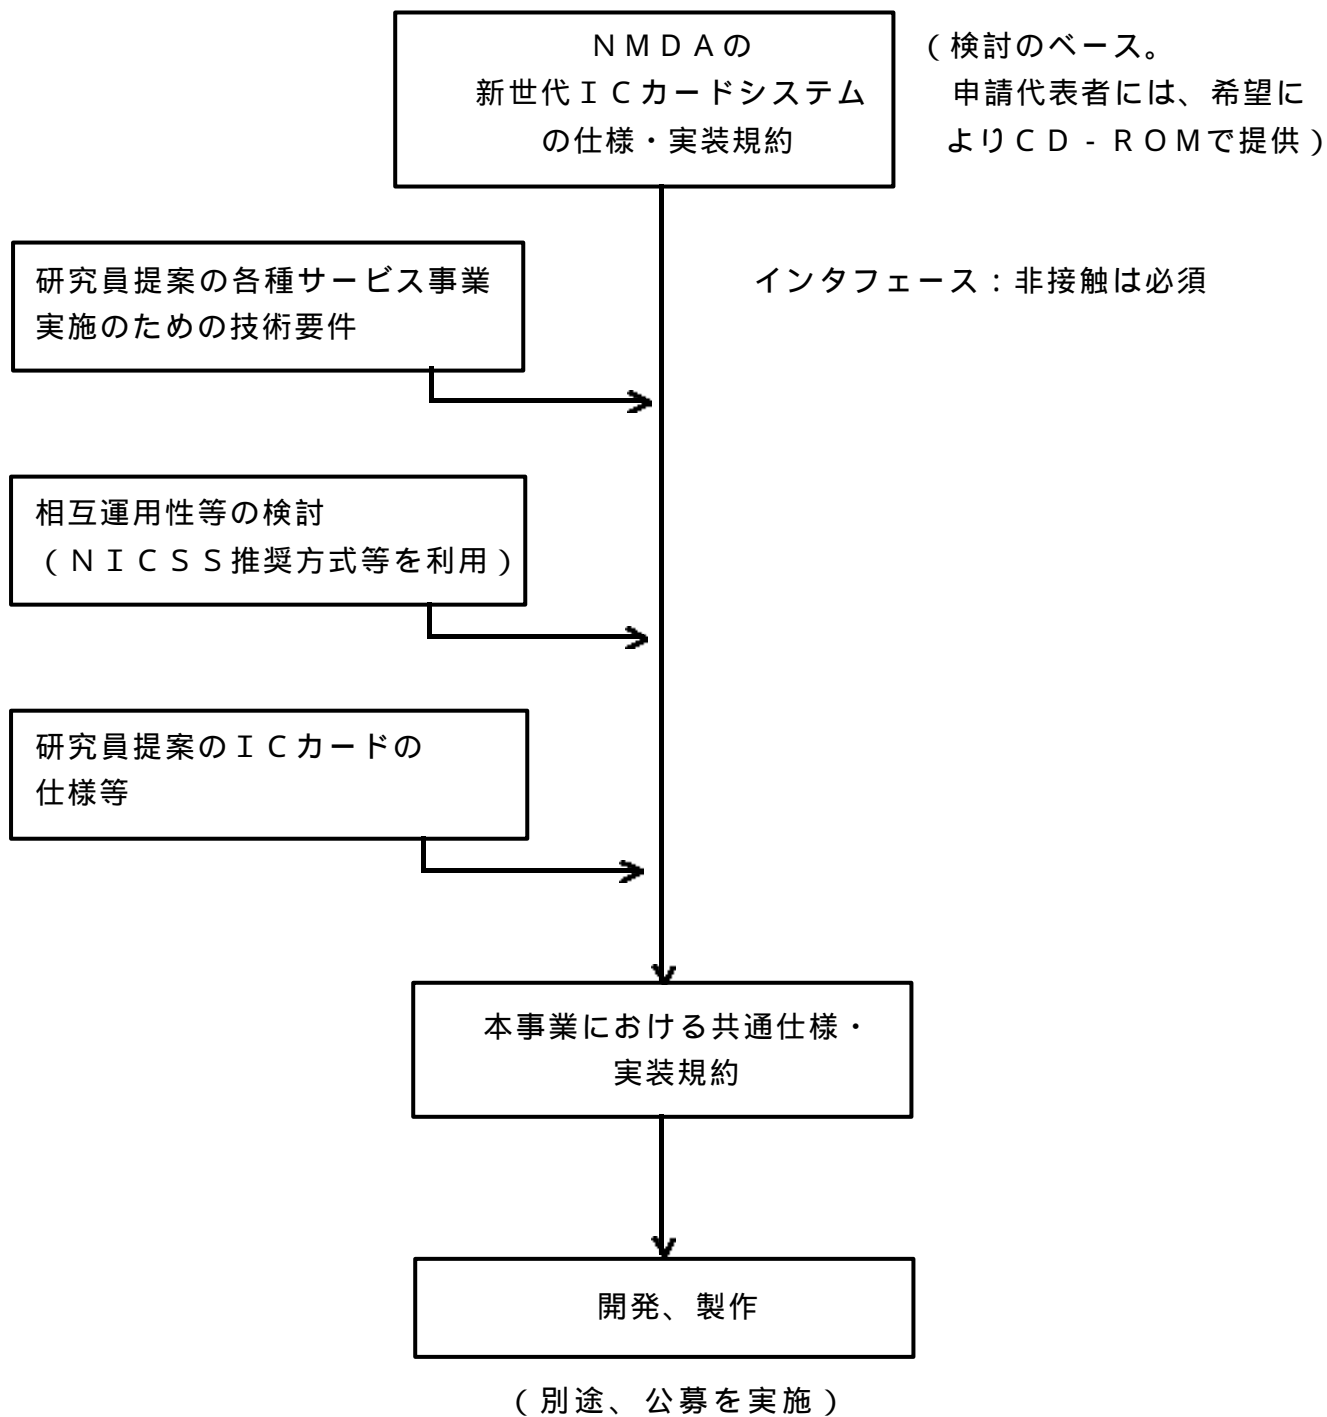 ＮＭＤＡの
新世代ＩＣカードシステム
の仕様・実装規約
（検討のベース。
申請代表者には、希望に
よりＣＤ‐ＲＯＭで提供）
研究員提案の各種サービス事業
実施のための技術要件
インタフェース：非接触は必須
相互運用性等の検討
（ＮＩＣＳＳ推奨方式等を利用）
研究員提案のＩＣカードの
仕様等
本事業における共通仕様・
実装規約
開発、製作
（別途、公募を実施）